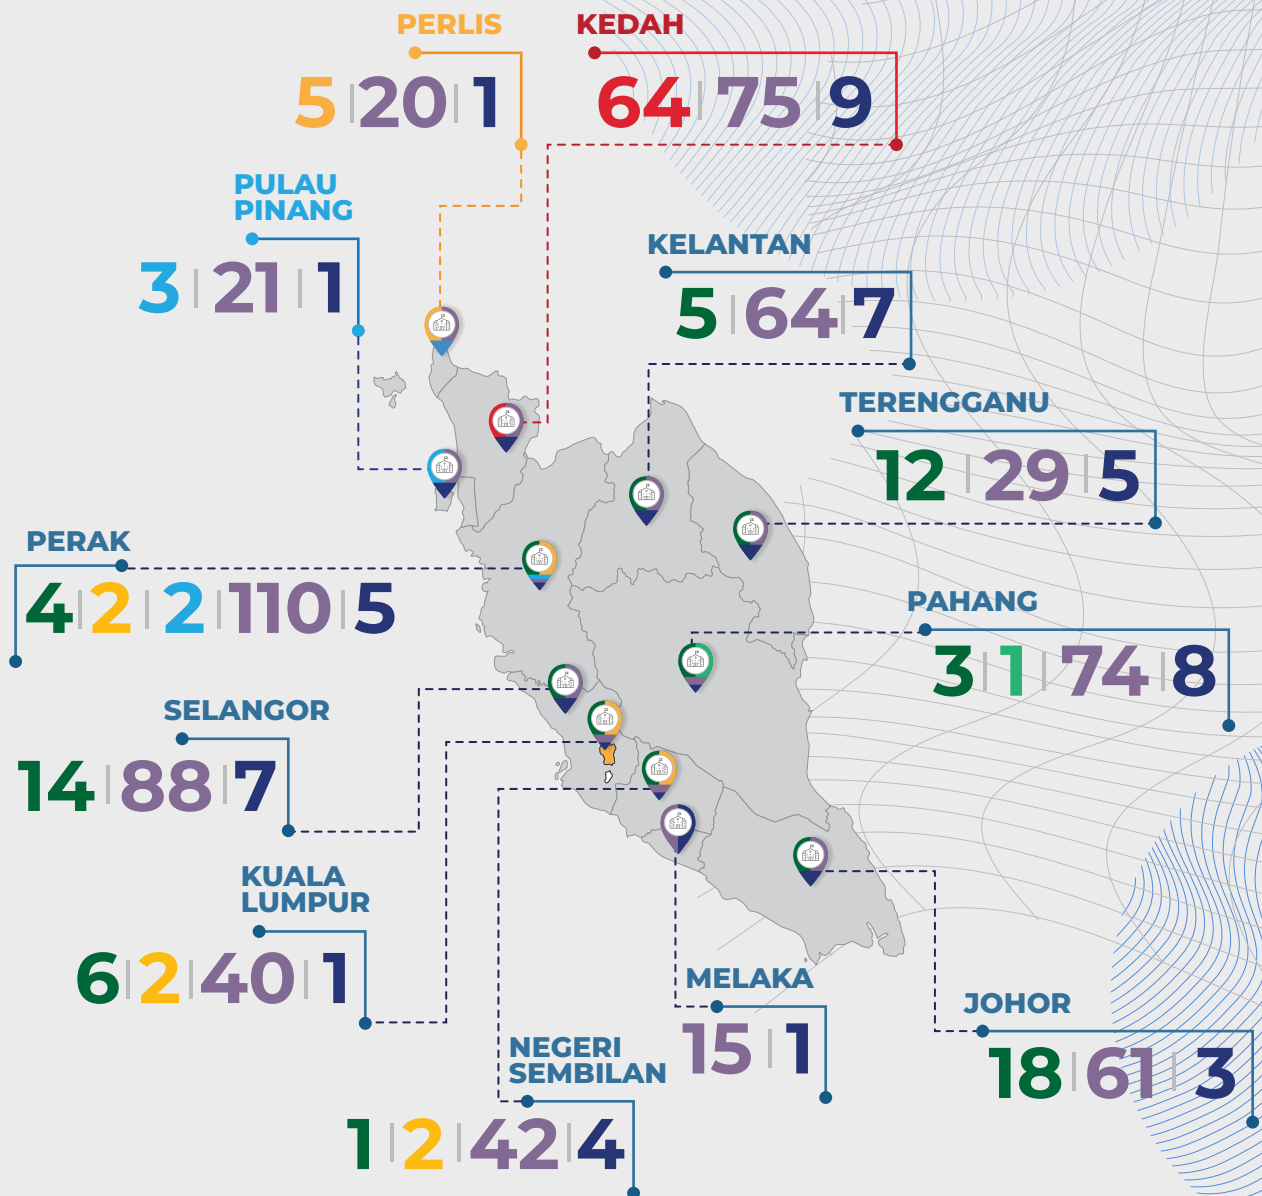 PERLIS
5 | 20 | 1
KEDAH
64 | 75 | 9
PULAU
PINANG
3 | 21 | 1
KELANTAN
5 | 64 | 7
TERENGGANU
12 | 29 | 5
PERAK
4 | 2 | 2 | 110 | 5
PAHANG
3 | 1 | 74 | 8
SELANGOR
14 | 88 | 7
KUALA
LUMPUR
6 | 2 | 40 | 1
MELAKA
15 | 1
JOHOR
18 | 61 | 3
NEGERI
SEMBILAN
1 | 2 | 42 | 4